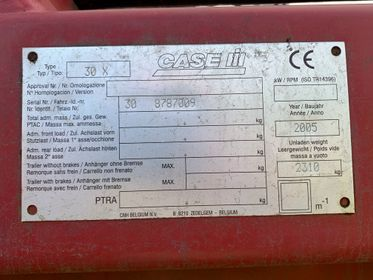 Type / Tipo
Typ / Tipo:
30 X
CASE III
CE
Approval Nr. / Nr. Omologazione
N° Homologation / Version
kW / RPM (ISO TR14396)
Serial Nr. / Fahrz.-Id.-nr.
Nr. Identif. / Telaio Nr.
30 8787009
Total adm. mass / Zul. ges. Gew.
PTAC / Massa max. ammessa
kg
Year / Baujahr
Année / Anno
2005
Adm. front load / Zul. Achslast vorn
Stutzlast / Massa 1° asse/occhione
kg
Adm. rear load / Zul. Achslast hinten
Massa 2° asse
kg
Unladen weight
Leergewicht / Poids vide
Massa a vuoto
2310
kg
Trailer without brakes / Anhänger ohne Bremse
Remorque sans frein / Carrello non frenato
MAX.
kg
Trailer with brakes / Anhänger mit Bremse
Remorque avec frein / Carrello frenato
MAX.
kg
PTRA
kg
m⁻¹
CNH BELGIUM N.V.
B 8210 ZEDELGEM - BELGIUM